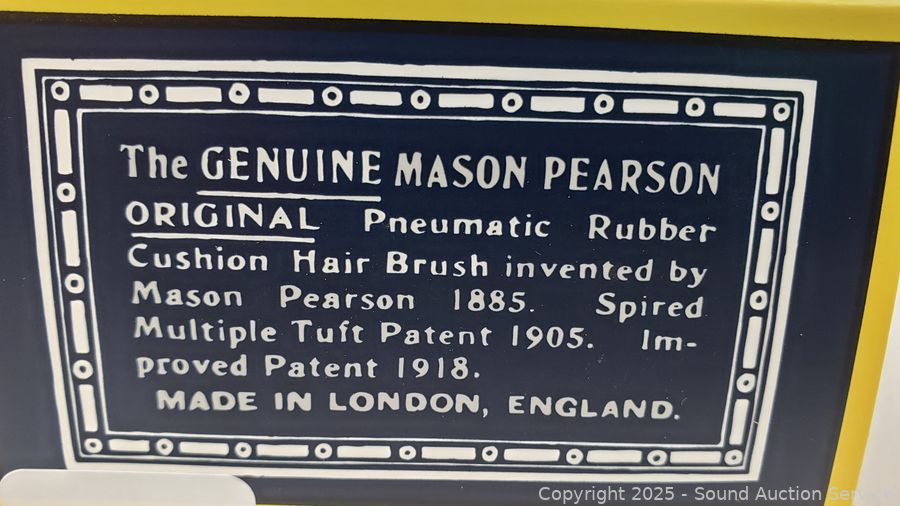 The GENUINE MASON PEARSON
ORIGINAL Pneumatic Rubber
Cushion Hair Brush invented by
Mason Pearson 1885. Spired
Multiple Tuft Patent 1905. Im-
proved Patent 1918.
MADE IN LONDON, ENGLAND.
Copyright 2025 - Sound Auction Service